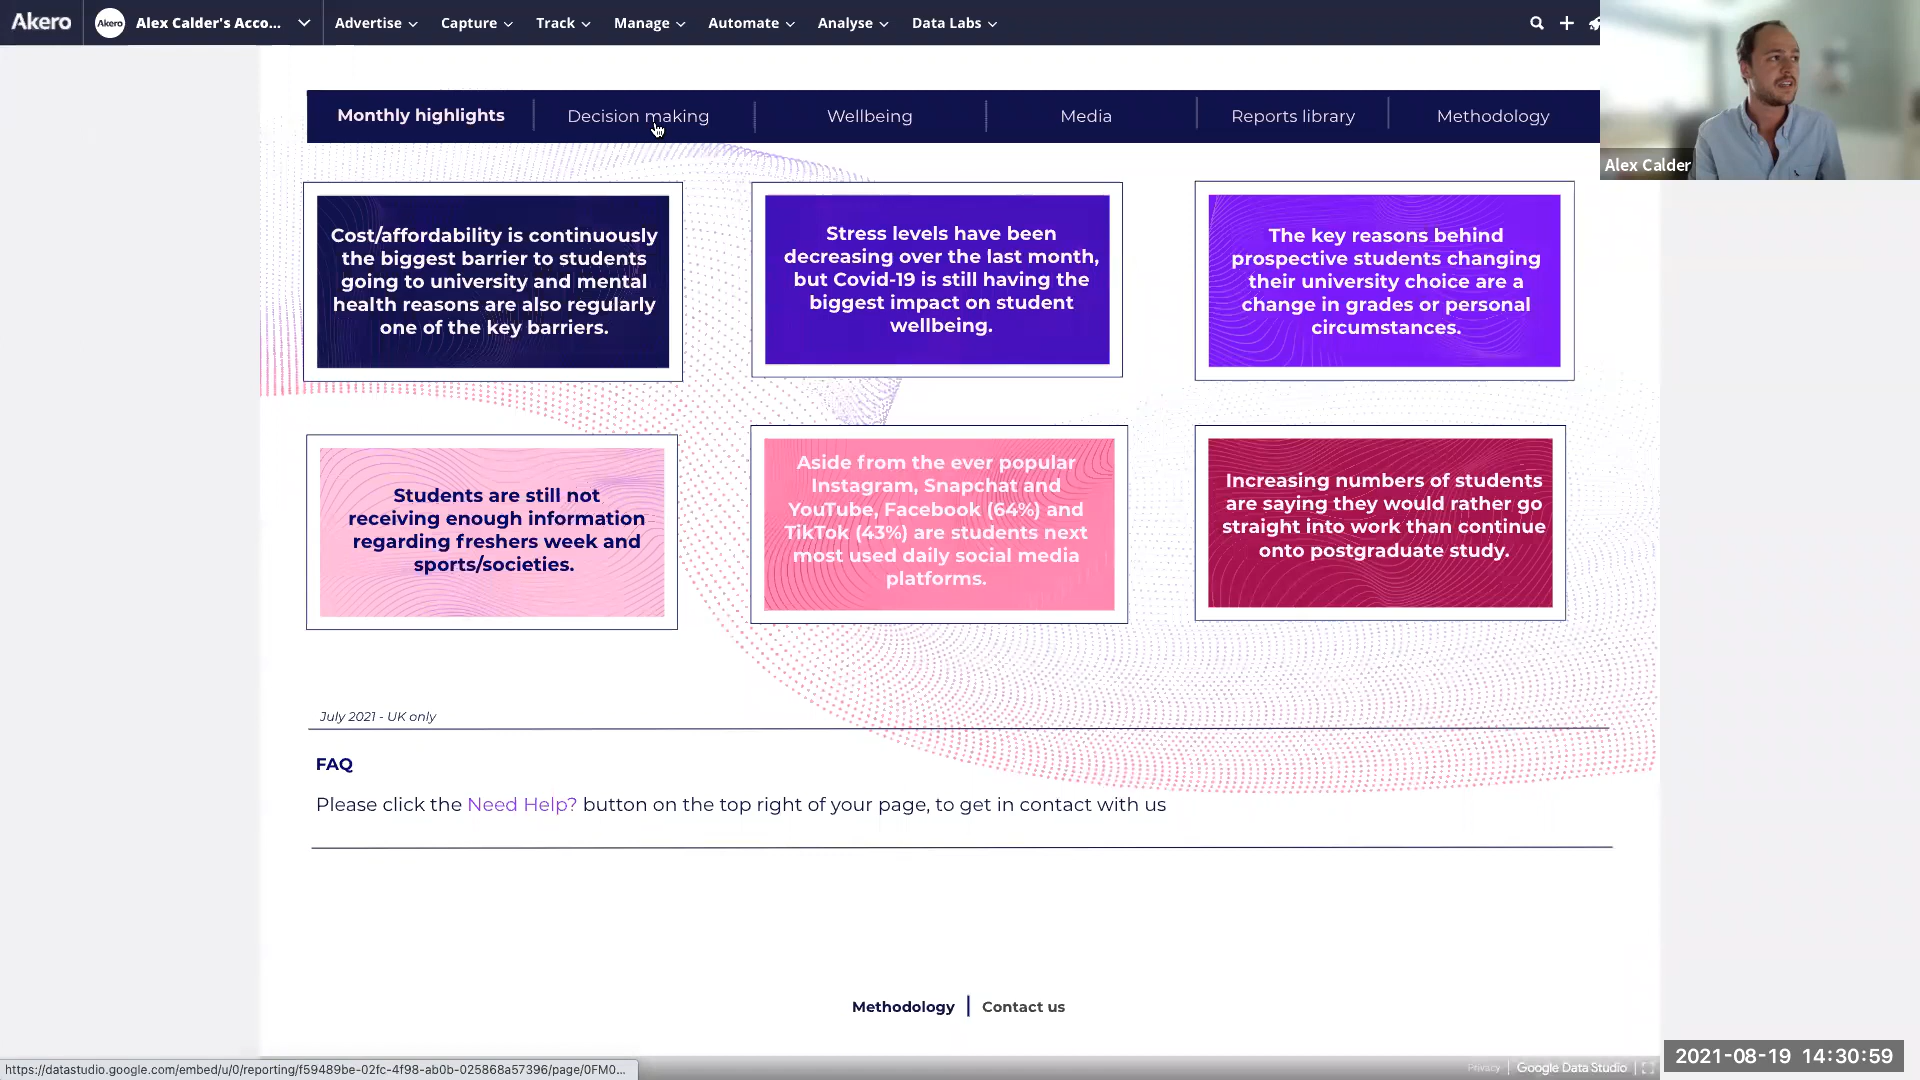 Akero
Akero
Alex Calder's Acco...
Advertise
Capture
Track
Manage
Automate
Analyse
Data Labs
Alex Calder
Monthly highlights
Decision making
Wellbeing
Media
Reports library
Methodology
Cost/affordability is continuously
the biggest barrier to students
going to university and mental
health reasons are also regularly
one of the key barriers.
Stress levels have been
decreasing over the last month,
but Covid-19 is still having the
biggest impact on student
wellbeing.
The key reasons behind
prospective students changing
their university choice are a
change in grades or personal
circumstances.
Students are still not
receiving enough information
regarding freshers week and
sports/societies.
Aside from the ever popular
Instagram, Snapchat and
YouTube, Facebook (64%) and
TikTok (43%) are students next
most used daily social media
platforms.
Increasing numbers of students
are saying they would rather go
straight into work than continue
onto postgraduate study.
July 2021 - UK only
FAQ
Please click the Need Help? button on the top right of your page, to get in contact with us
Methodology | Contact us
https://datastudio.google.com/embed/u/0/reporting/f59489be-02fc-4f98-ab0b-025868a57396/page/0FM0...
Privacy
Google Data Studio
2021-08-19 14:30:59